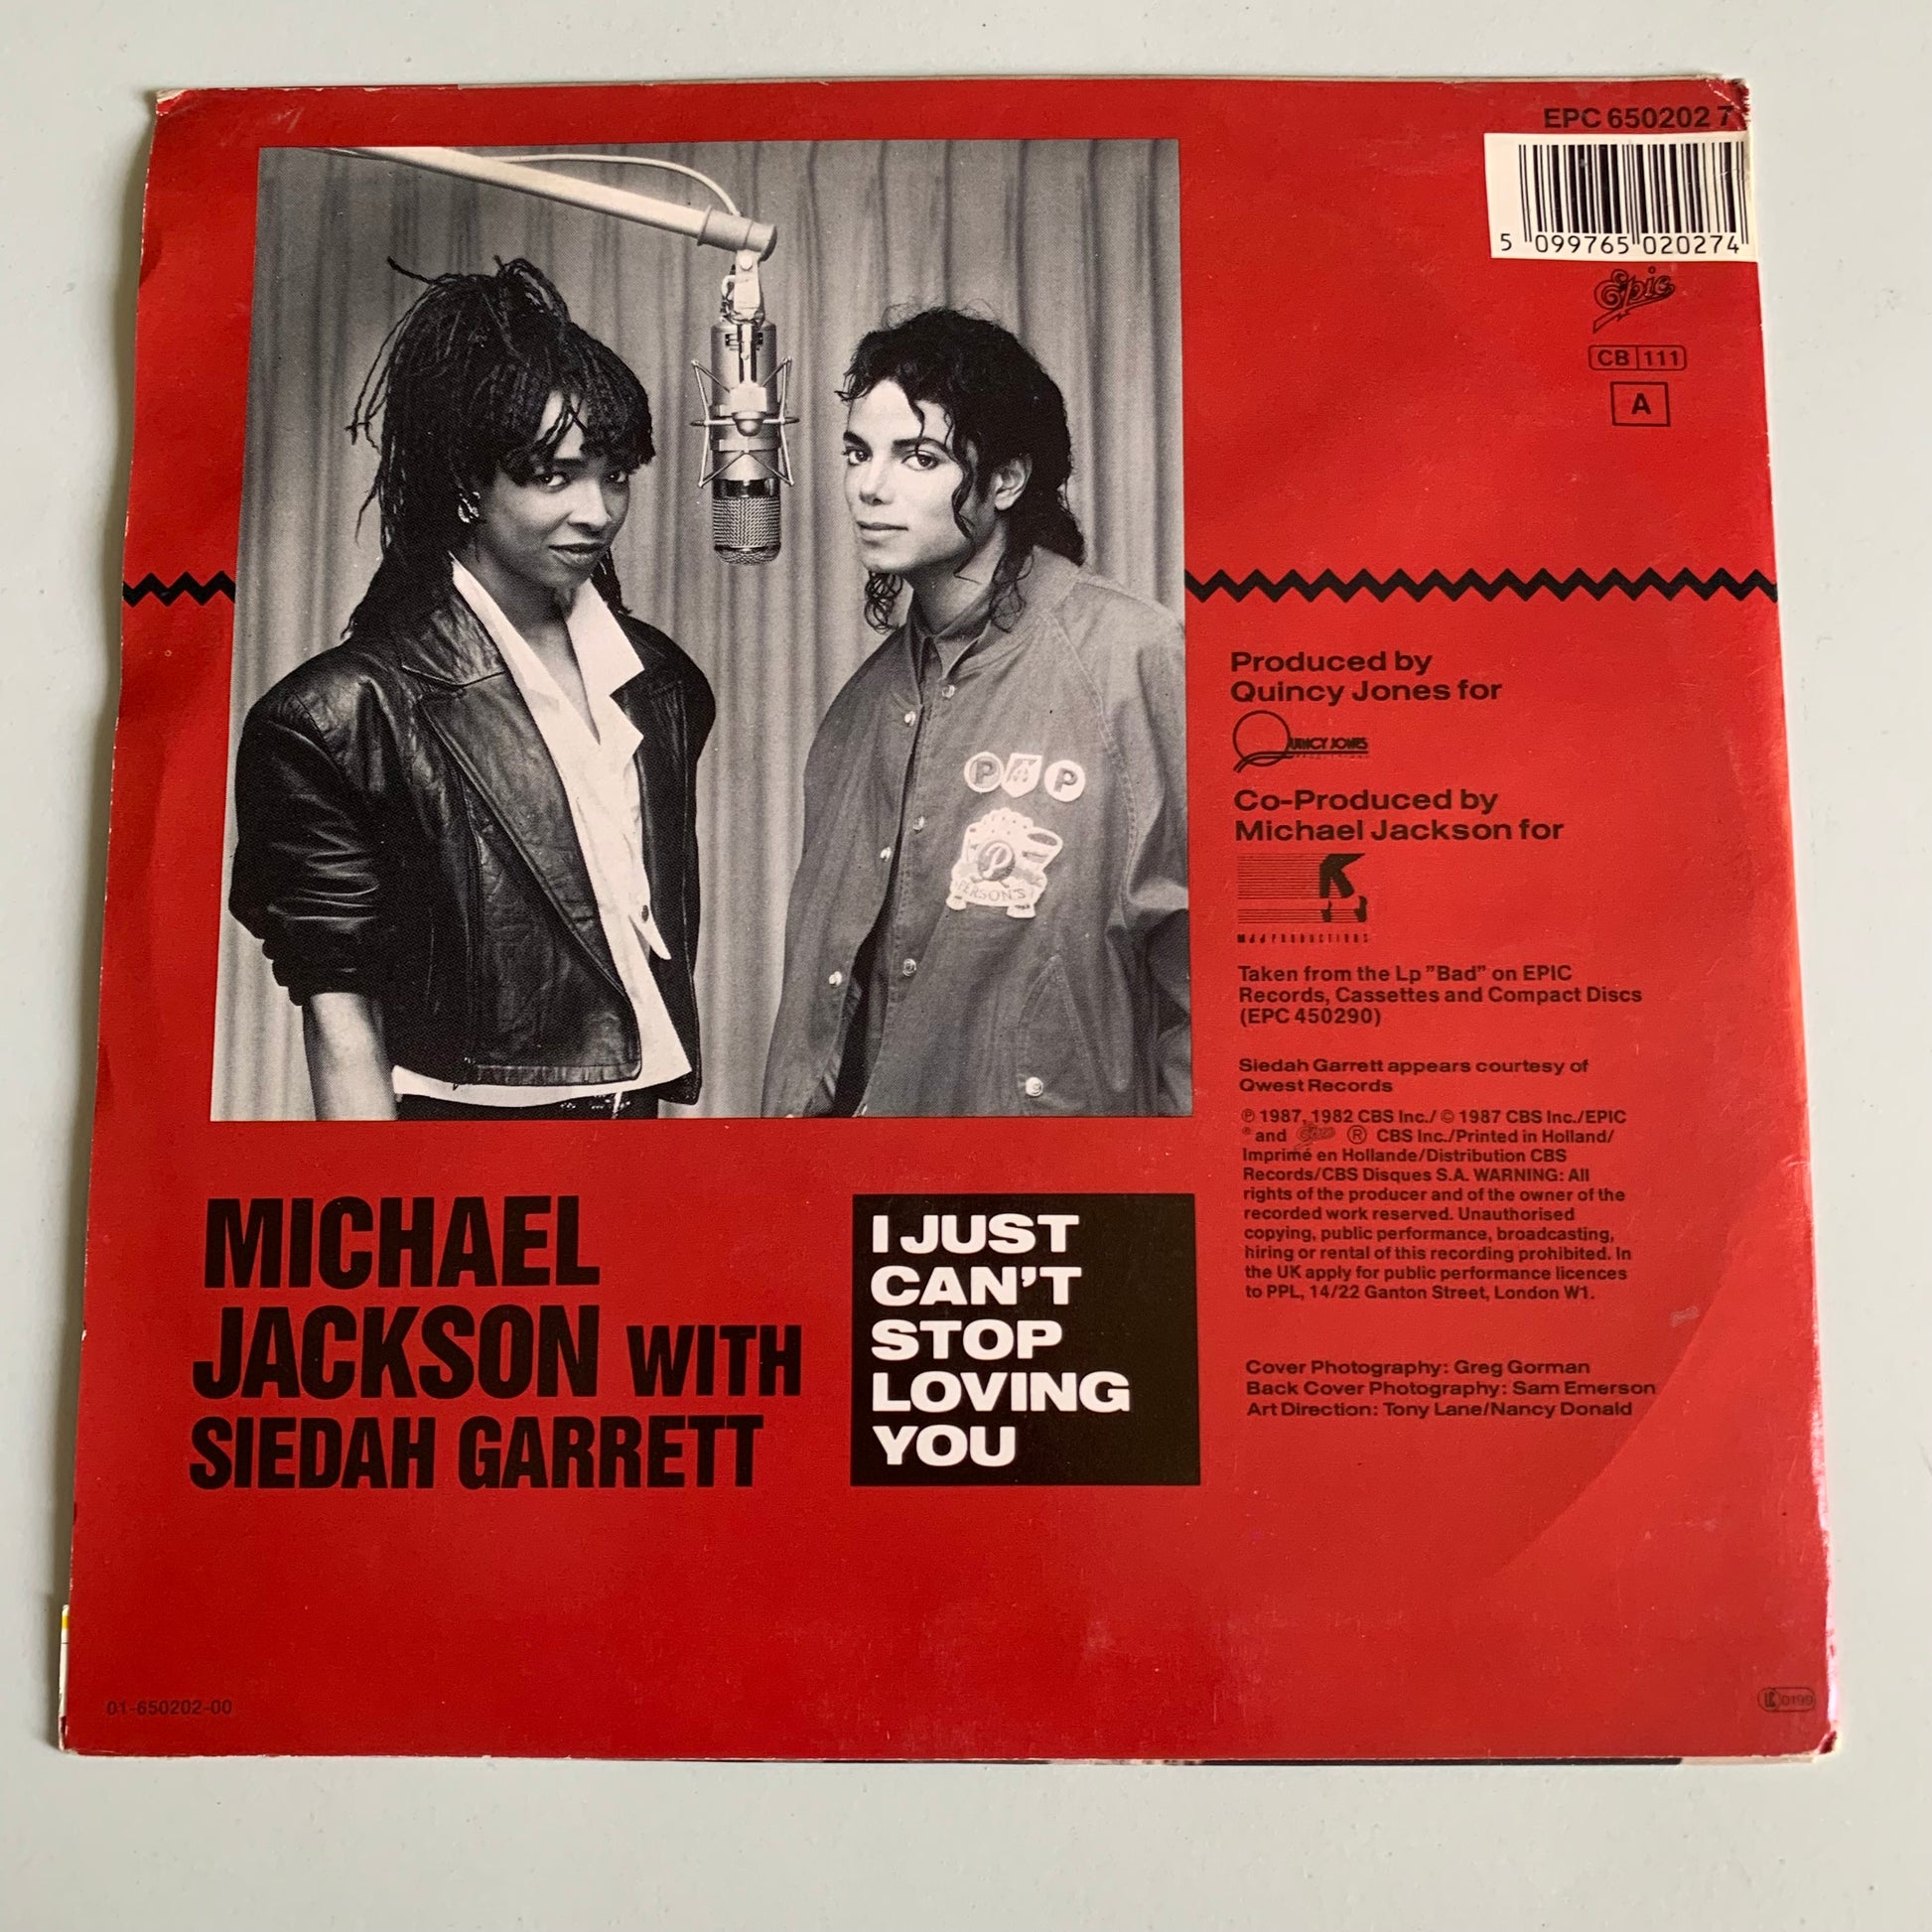 EPC 650202 7
5 099765 020274
Epic
CB 111
A
P P
PERSON'S
Produced by
Quincy Jones for
QUINCY JONES
Co-Produced by
Michael Jackson for
MJJ PRODUCTIONS
Taken from the Lp "Bad" on EPIC
Records, Cassettes and Compact Discs
(EPC 450290)
Siedah Garrett appears courtesy of
Qwest Records
℗ 1987, 1982 CBS Inc./ © 1987 CBS Inc./EPIC
® and Epic ® CBS Inc./Printed in Holland/
Imprimé en Hollande/Distribution CBS
Records/CBS Disques S.A. WARNING: All
rights of the producer and of the owner of the
recorded work reserved. Unauthorised
copying, public performance, broadcasting,
hiring or rental of this recording prohibited. In
the UK apply for public performance licences
to PPL, 14/22 Ganton Street, London W1.
Cover Photography: Greg Gorman
Back Cover Photography: Sam Emerson
Art Direction: Tony Lane/Nancy Donald
MICHAEL
JACKSON WITH
SIEDAH GARRETT
I JUST
CAN'T
STOP
LOVING
YOU
01-650202-00
LC 0199